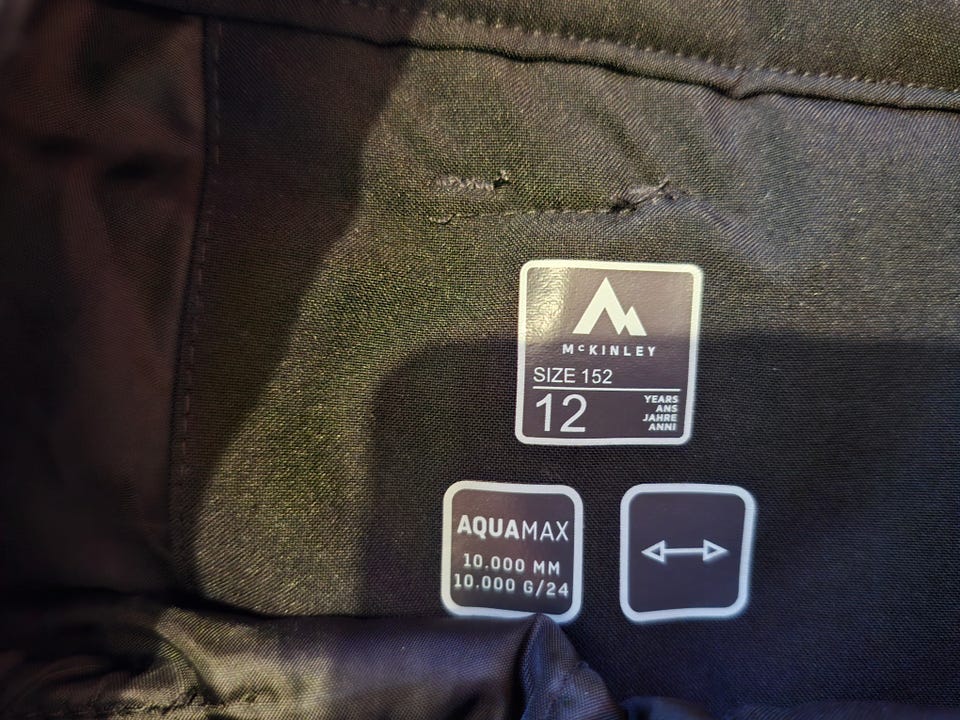 McKINLEY
SIZE 152
12
YEARS
ANS
JAHRE
ANNI
AQUAMAX
10.000 MM
10.000 G/24